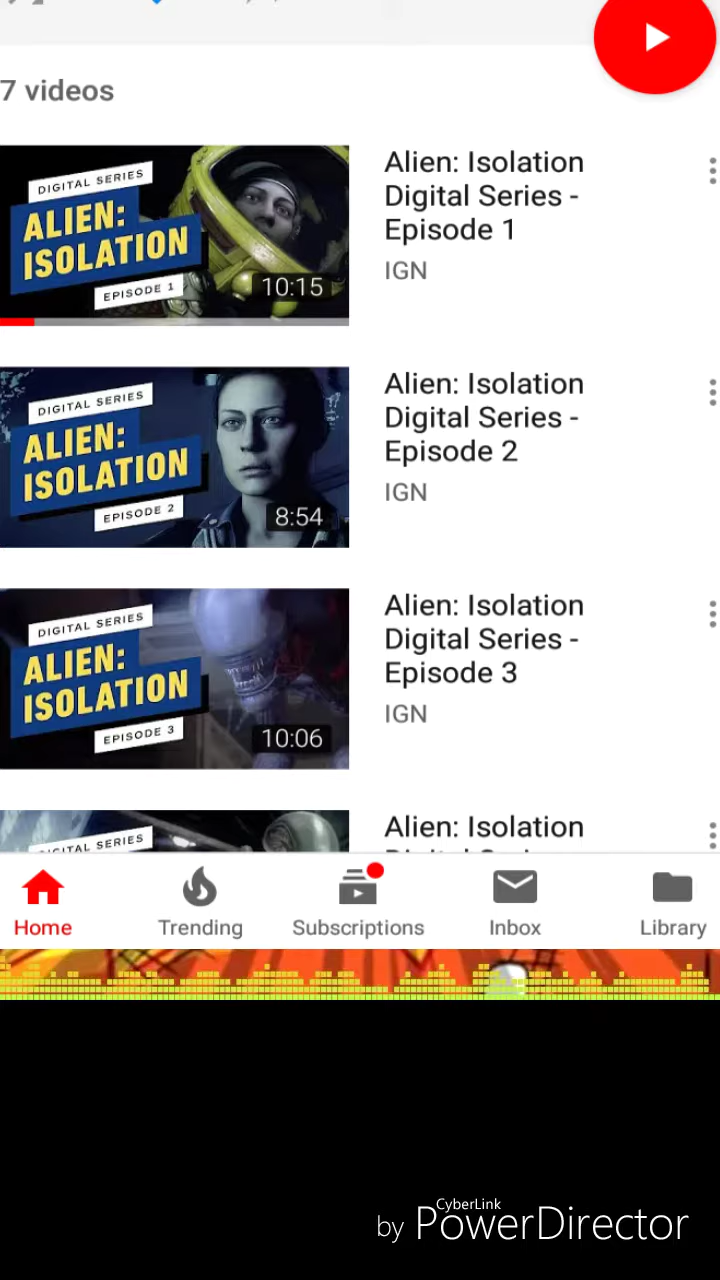 7 videos
DIGITAL SERIES
ALIEN:
ISOLATION
EPISODE 1
10:15
Alien: Isolation
Digital Series -
Episode 1
IGN
DIGITAL SERIES
ALIEN:
ISOLATION
EPISODE 2
8:54
Alien: Isolation
Digital Series -
Episode 2
IGN
DIGITAL SERIES
ALIEN:
ISOLATION
EPISODE 3
10:06
Alien: Isolation
Digital Series -
Episode 3
IGN
SERIES
Alien: Isolation
Home
Trending
Subscriptions
Inbox
Library
CyberLink
by PowerDirector